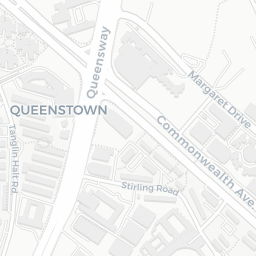 Queensway
Margaret Drive
QUEENSTOWN
Tanglin Halt Rd
Commonwealth Ave
Stirling Road